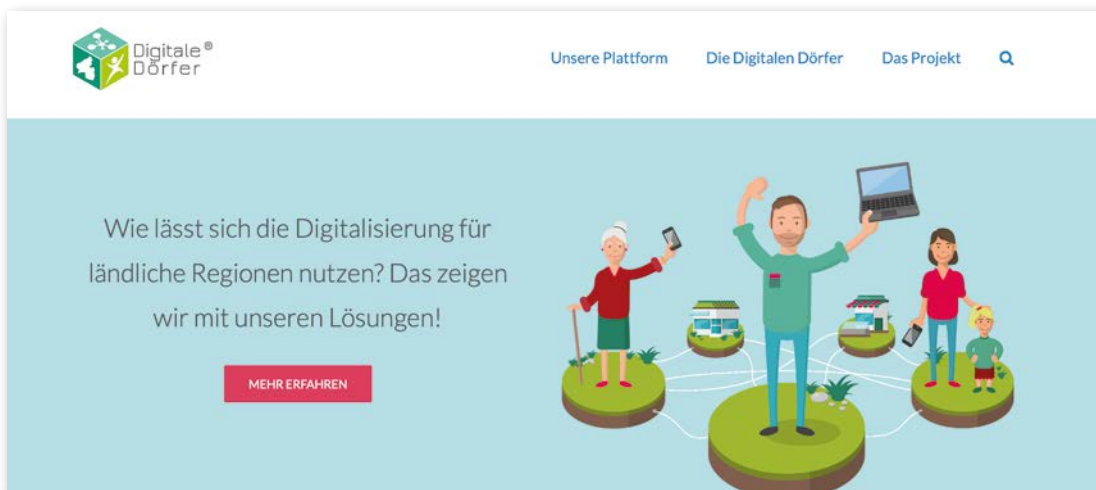 Digitale®
Dörfer
Unsere Plattform Die Digitalen Dörfer Das Projekt
Wie lässt sich die Digitalisierung für
ländliche Regionen nutzen? Das zeigen
wir mit unseren Lösungen!
MEHR ERFAHREN